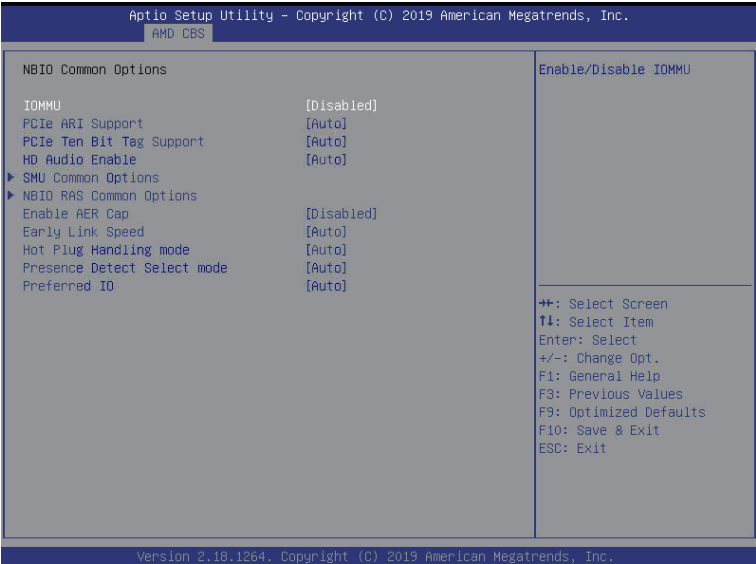 Aptio Setup Utility – Copyright (C) 2019 American Megatrends, Inc.
AMD CBS
NBIO Common Options
IOMMU [Disabled]
PCIe ARI Support [Auto]
PCIe Ten Bit Tag Support [Auto]
HD Audio Enable [Auto]
SMU Common Options
NBIO RAS Common Options
Enable AER Cap [Disabled]
Early Link Speed [Auto]
Hot Plug Handling mode [Auto]
Presence Detect Select mode [Auto]
Preferred IO [Auto]
Enable/Disable IOMMU
→←: Select Screen
↑↓: Select Item
Enter: Select
+/-: Change Opt.
F1: General Help
F3: Previous Values
F9: Optimized Defaults
F10: Save & Exit
ESC: Exit
Version 2.18.1264. Copyright (C) 2019 American Megatrends, Inc.